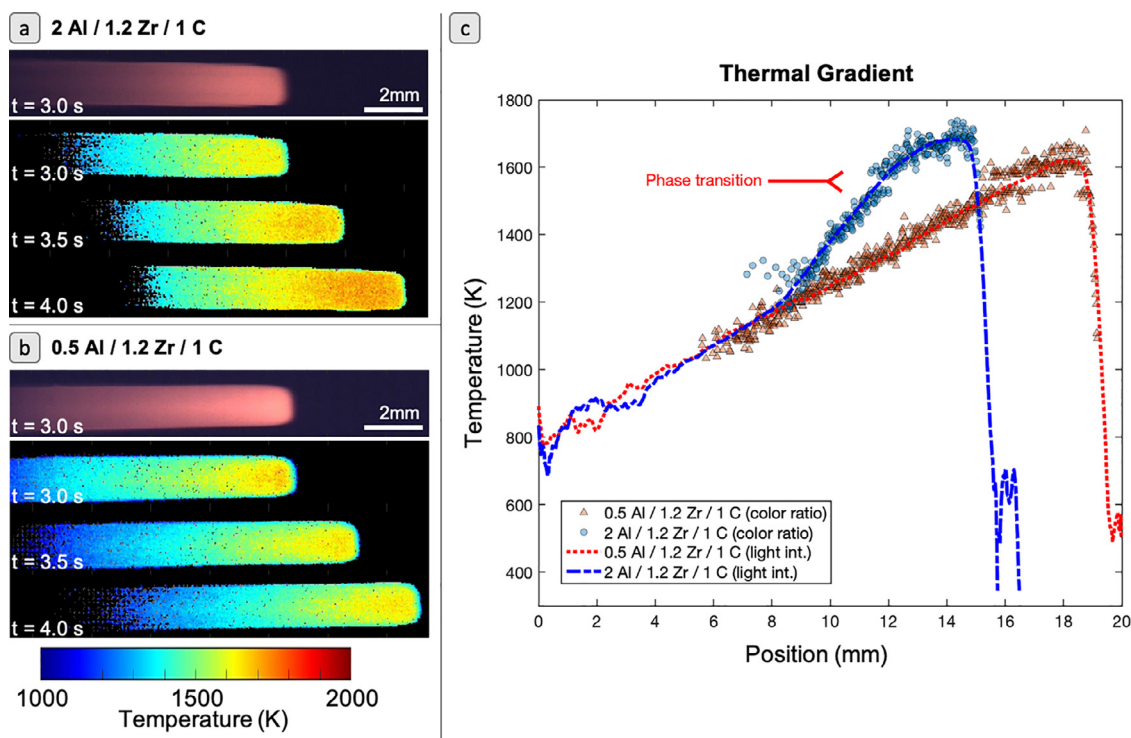 a 2 Al / 1.2 Zr / 1 C
t = 3.0 s
2mm
t = 3.0 s
t = 3.5 s
t = 4.0 s
b 0.5 Al / 1.2 Zr / 1 C
t = 3.0 s
2mm
t = 3.0 s
t = 3.5 s
t = 4.0 s
1000 1500 2000
Temperature (K)
c
Thermal Gradient
1800
1600
1400
1200
1000
800
600
400
Temperature (K)
Phase transition
0.5 Al / 1.2 Zr / 1 C (color ratio)
2 Al / 1.2 Zr / 1 C (color ratio)
0.5 Al / 1.2 Zr / 1 C (light int.)
2 Al / 1.2 Zr / 1 C (light int.)
0 2 4 6 8 10 12 14 16 18 20
Position (mm)